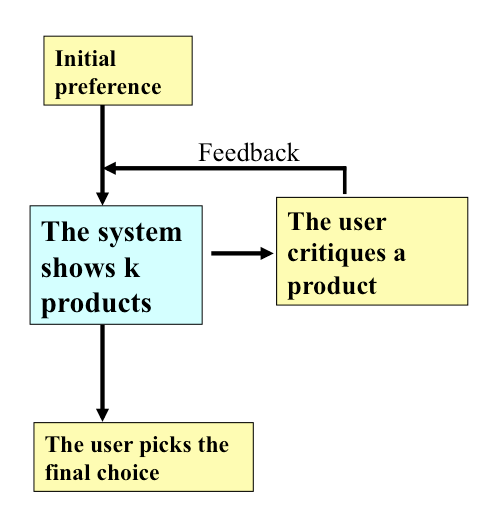 Initial
preference
Feedback
The system
shows k
products
The user
critiques a
product
The user picks the
final choice